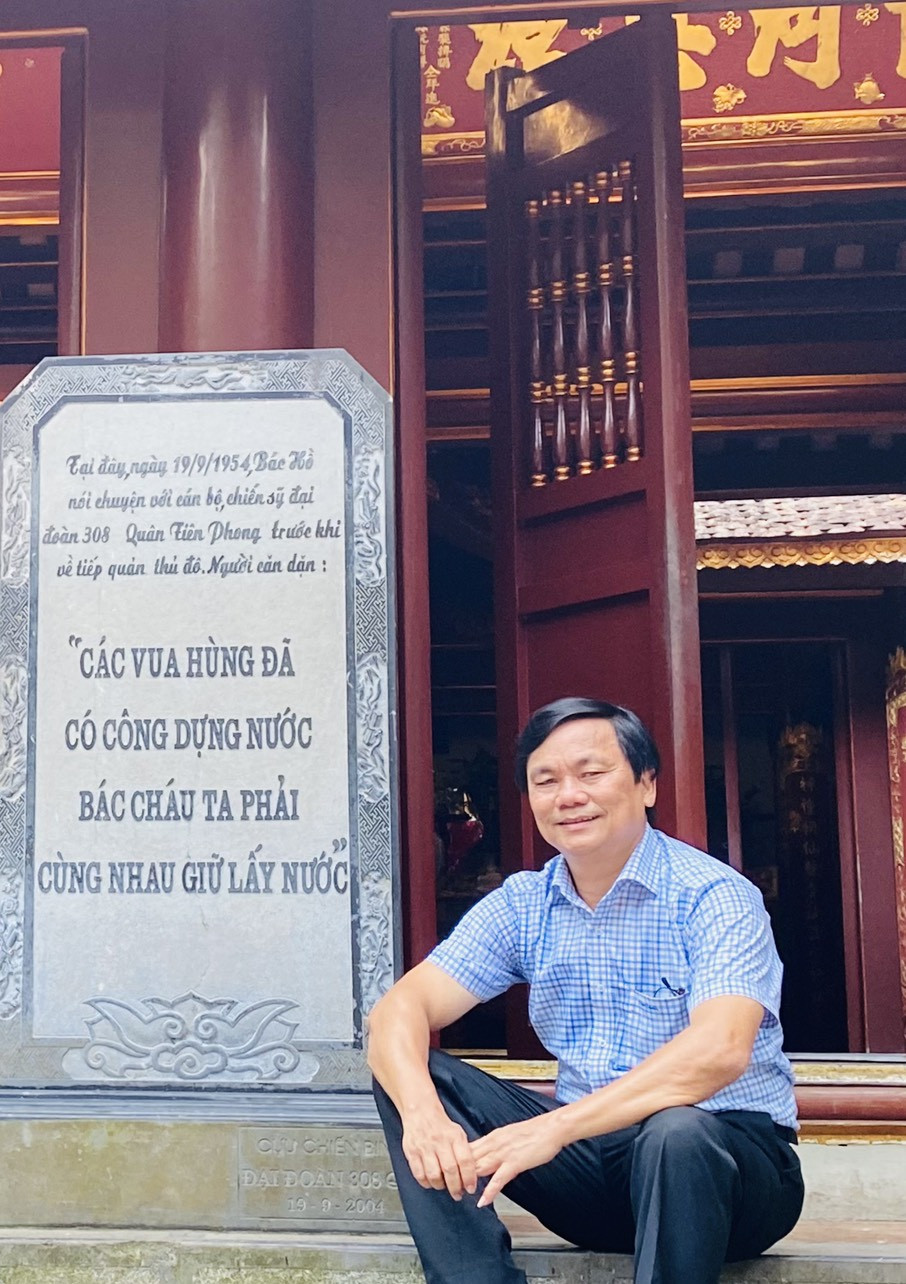 Tại đây, ngày 19/9/1954, Bác Hồ
nói chuyện với cán bộ, chiến sỹ đại
đoàn 308 Quân Tiên Phong trước khi
về tiếp quản thủ đô. Người căn dặn :
"CÁC VUA HÙNG ĐÃ
CÓ CÔNG DỰNG NƯỚC
BÁC CHÁU TA PHẢI
CÙNG NHAU GIỮ LẤY NƯỚC"
CỰU CHIẾN
ĐẠI ĐOÀN 308
19-9-2004